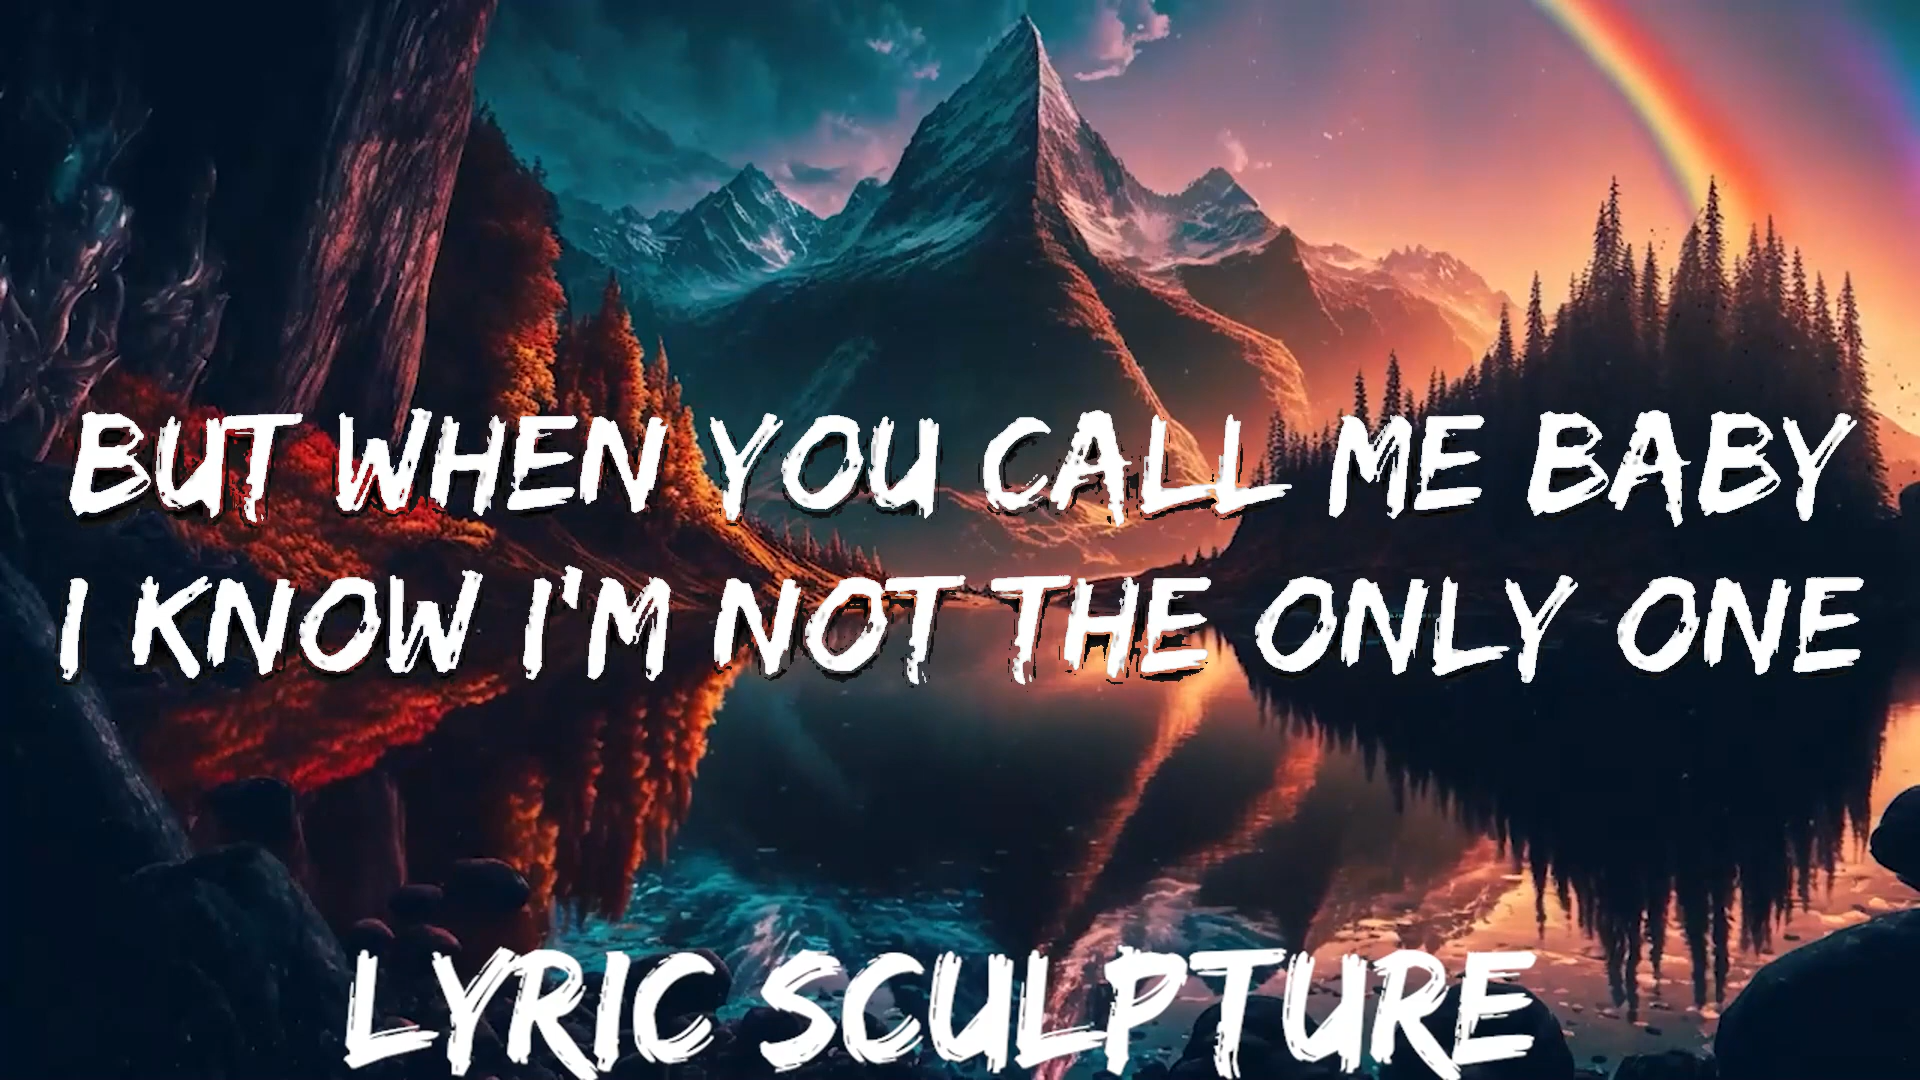 BUT WHEN YOU CALL ME BABY
I KNOW I'M NOT THE ONLY ONE
LYRIC SCULPTURE